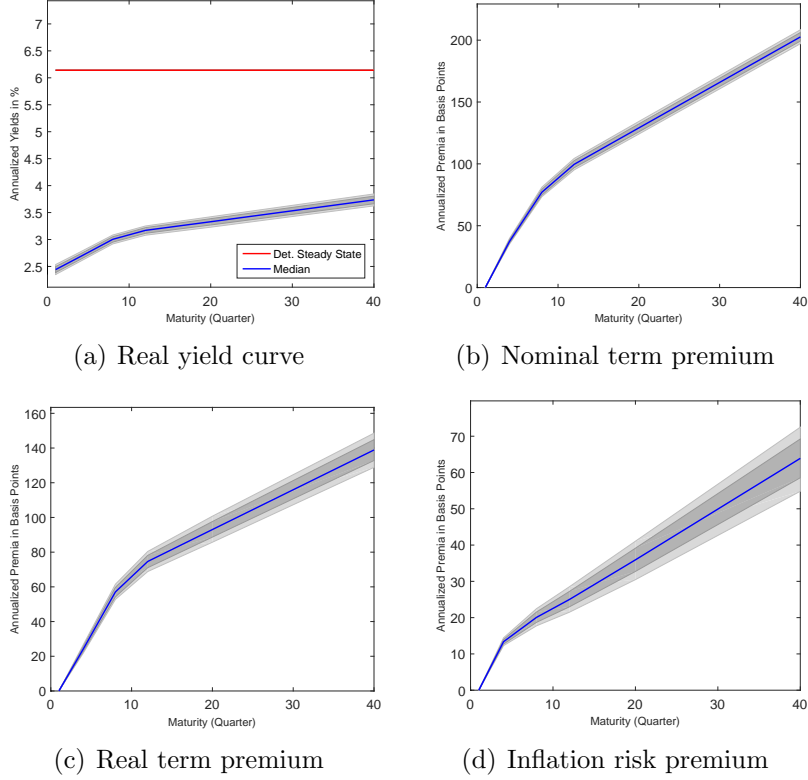 7
6.5
6
5.5
5
4.5
4
3.5
3
2.5
0 10 20 30 40
Annualized Yields in %
Maturity (Quarter)
Det. Steady State
Median
(a) Real yield curve
200
150
100
50
0
0 10 20 30 40
Annualized Premia in Basis Points
Maturity (Quarter)
(b) Nominal term premium
160
140
120
100
80
60
40
20
0
0 10 20 30 40
Annualized Premia in Basis Points
Maturity (Quarter)
(c) Real term premium
70
60
50
40
30
20
10
0
0 10 20 30 40
Annualized Premia in Basis Points
Maturity (Quarter)
(d) Inflation risk premium